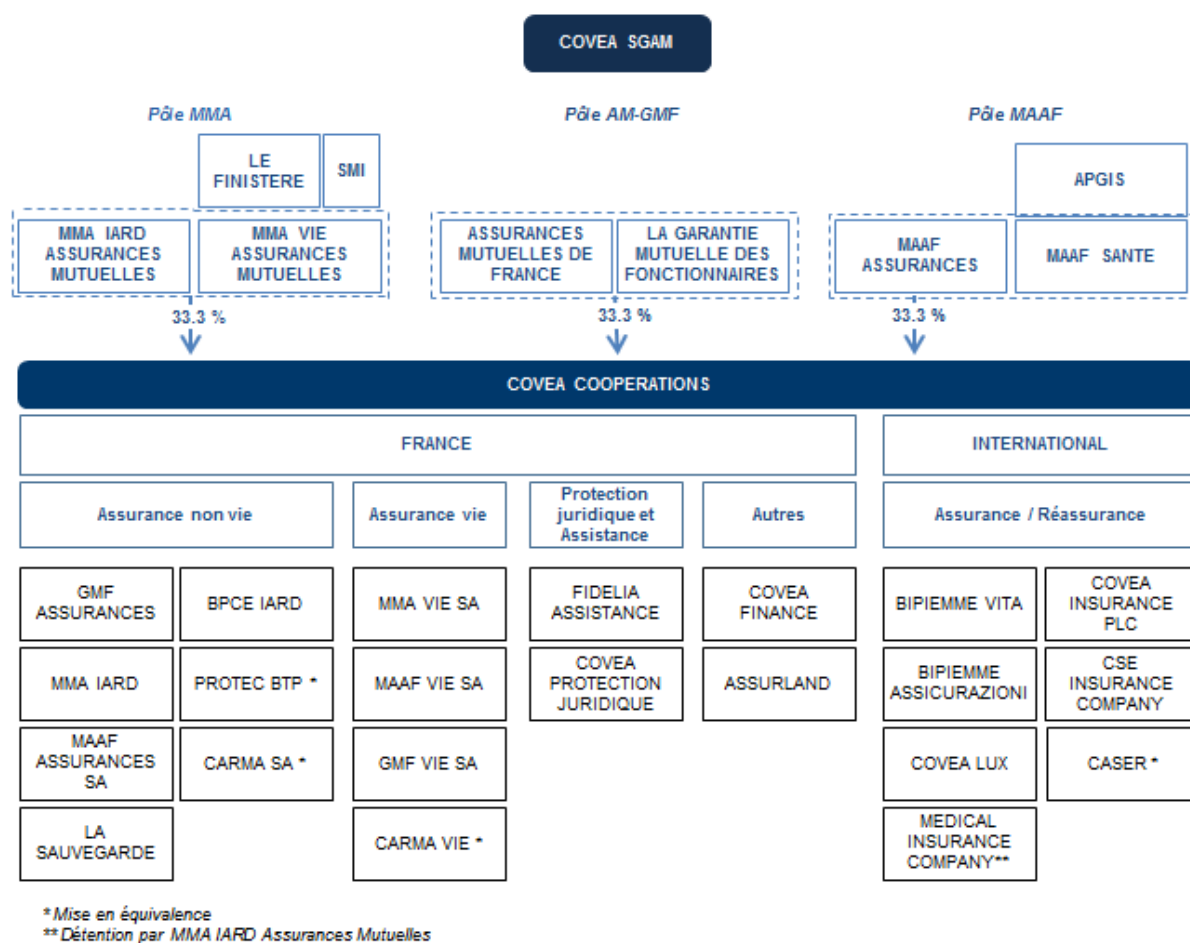 COVEA SGAM
Pôle MMA
Pôle AM-GMF
Pôle MAAF
LE
FINISTERE
SMI
APGIS
MMA IARD
ASSURANCES
MUTUELLES
MMA VIE
ASSURANCES
MUTUELLES
ASSURANCES
MUTUELLES DE
FRANCE
LA GARANTIE
MUTUELLE DES
FONCTIONNAIRES
MAAF
ASSURANCES
MAAF SANTE
33.3 %
33.3 %
33.3 %
COVEA COOPERATIONS
FRANCE
INTERNATIONAL
Assurance non vie
Assurance vie
Protection
juridique et
Assistance
Autres
Assurance / Réassurance
GMF
ASSURANCES
BPCE IARD
MMA VIE SA
FIDELIA
ASSISTANCE
COVEA
FINANCE
BIPIEMME VITA
COVEA
INSURANCE
PLC
MMA IARD
PROTEC BTP *
MAAF VIE SA
COVEA
PROTECTION
JURIDIQUE
ASSURLAND
BIPIEMME
ASSICURAZIONI
CSE
INSURANCE
COMPANY
MAAF
ASSURANCES
SA
CARMA SA *
GMF VIE SA
COVEA LUX
CASER *
LA
SAUVEGARDE
CARMA VIE *
MEDICAL
INSURANCE
COMPANY**
* Mise en équivalence
** Détention par MMA IARD Assurances Mutuelles